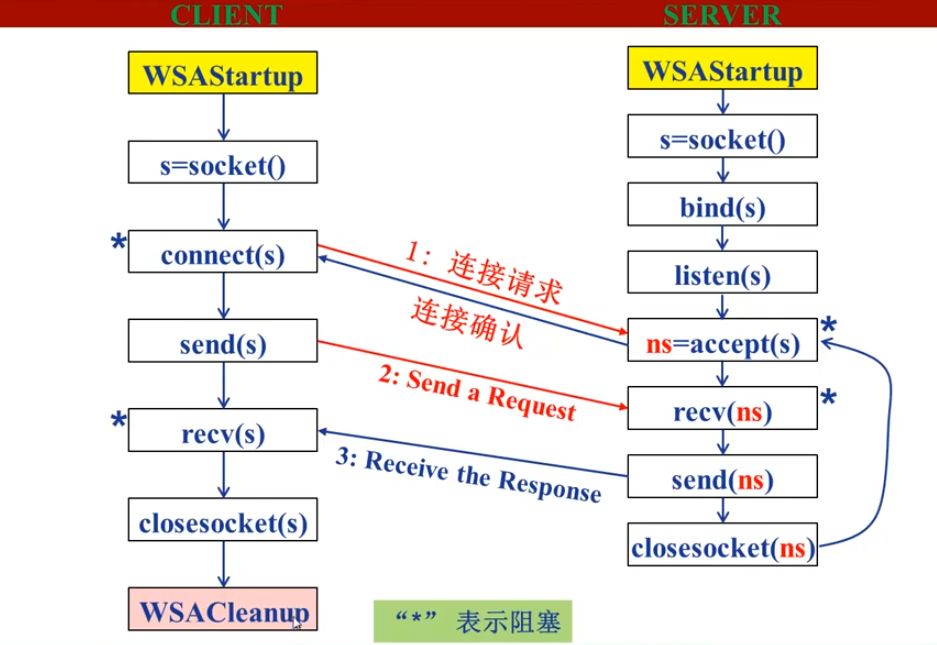 CLIENT
SERVER
WSAStartup
s=socket()
* connect(s)
send(s)
* recv(s)
closesocket(s)
WSACleanup
WSAStartup
s=socket()
bind(s)
listen(s)
ns=accept(s) *
recv(ns) *
send(ns)
closesocket(ns)
1：连接请求
连接确认
2: Send a Request
3: Receive the Response
“*” 表示阻塞